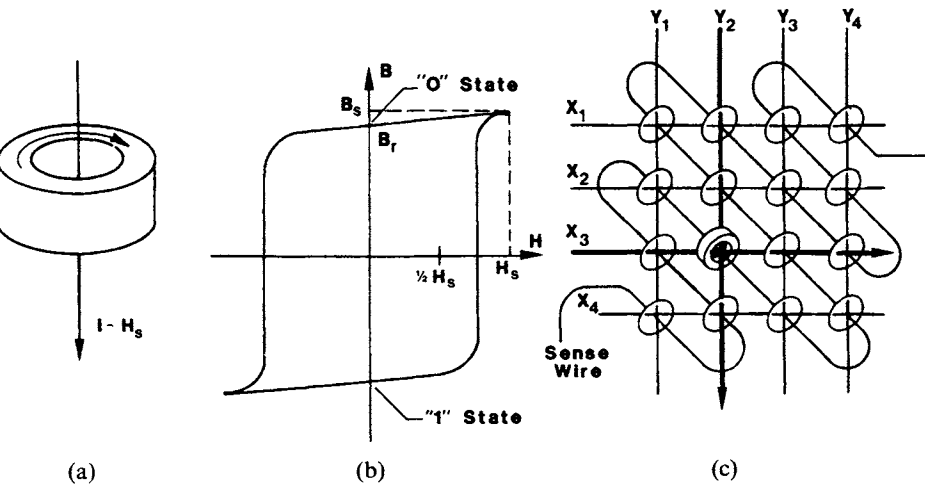 I ~ Hs
(a)
B
"O" State
Bs
Br
H
½ Hs
Hs
"1" State
(b)
Y1 Y2 Y3 Y4
X1
X2
X3
X4
Sense
Wire
(c)